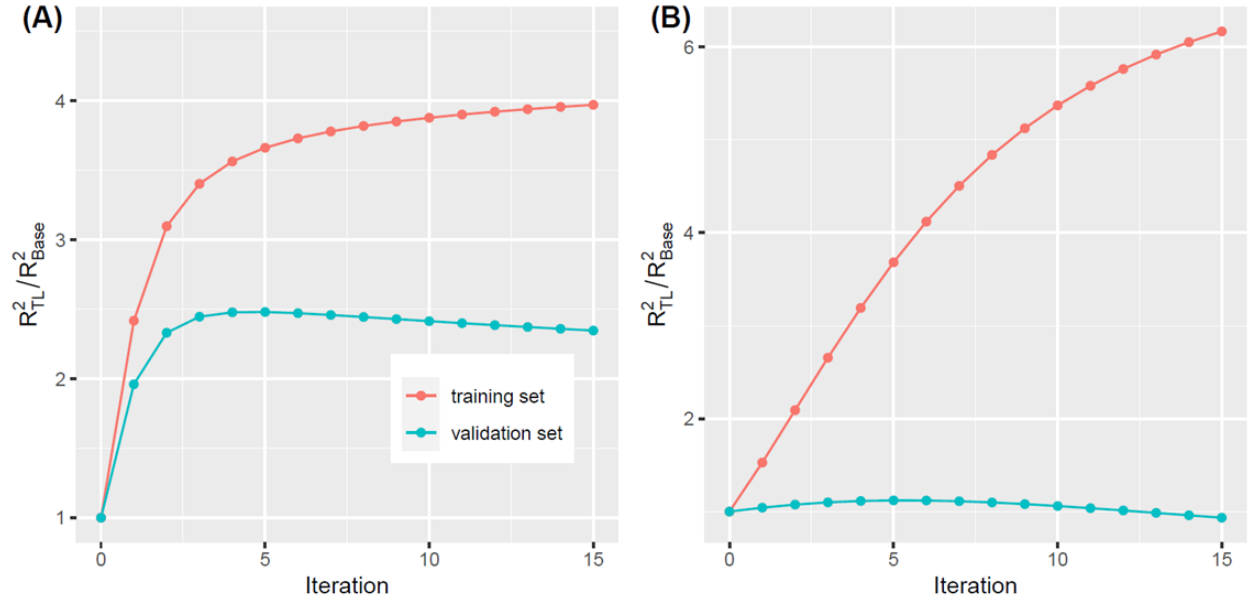 (A)
4
3
2
1
R²TL/R²Base
0
5
10
15
Iteration
training set
validation set
(B)
6
4
2
R²TL/R²Base
0
5
10
15
Iteration